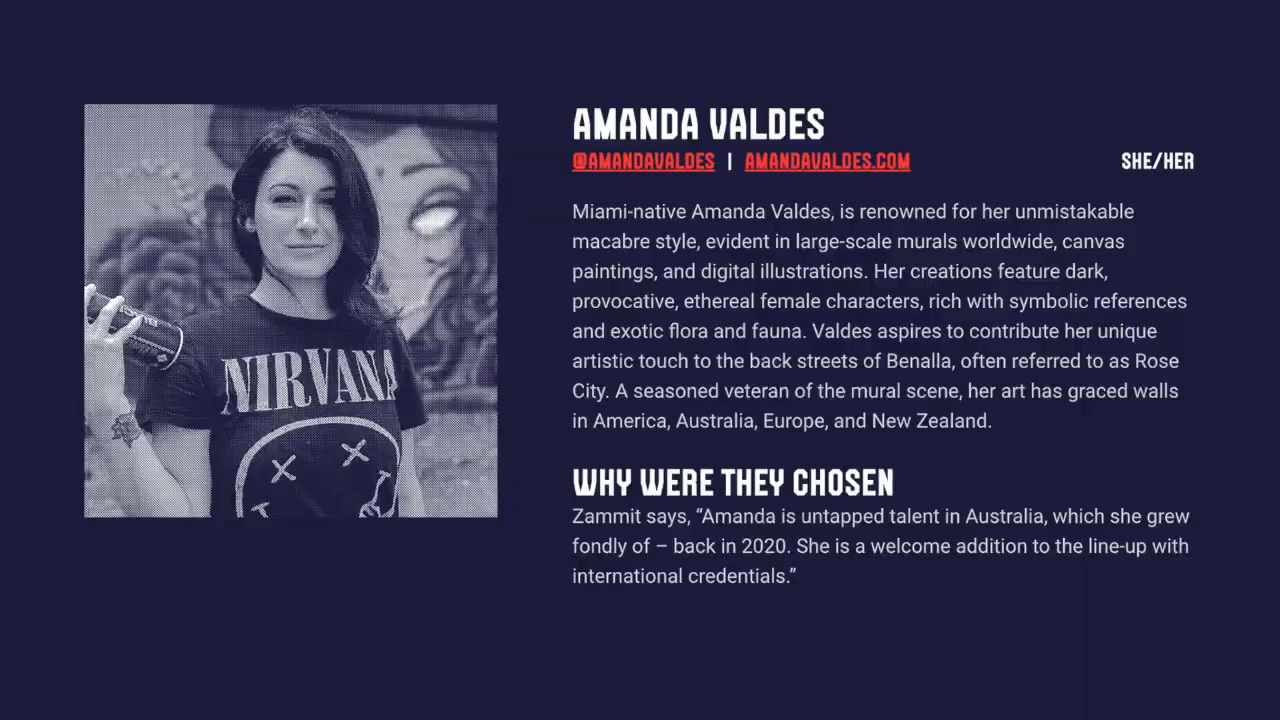 AMANDA VALDES
@AMANDAVALDES | AMANDAVALDES.COM
SHE/HER
Miami-native Amanda Valdes, is renowned for her unmistakable
macabre style, evident in large-scale murals worldwide, canvas
paintings, and digital illustrations. Her creations feature dark,
provocative, ethereal female characters, rich with symbolic references
and exotic flora and fauna. Valdes aspires to contribute her unique
artistic touch to the back streets of Benalla, often referred to as Rose
City. A seasoned veteran of the mural scene, her art has graced walls
in America, Australia, Europe, and New Zealand.
WHY WERE THEY CHOSEN
Zammit says, “Amanda is untapped talent in Australia, which she grew
fondly of – back in 2020. She is a welcome addition to the line-up with
international credentials.”
NIRVANA